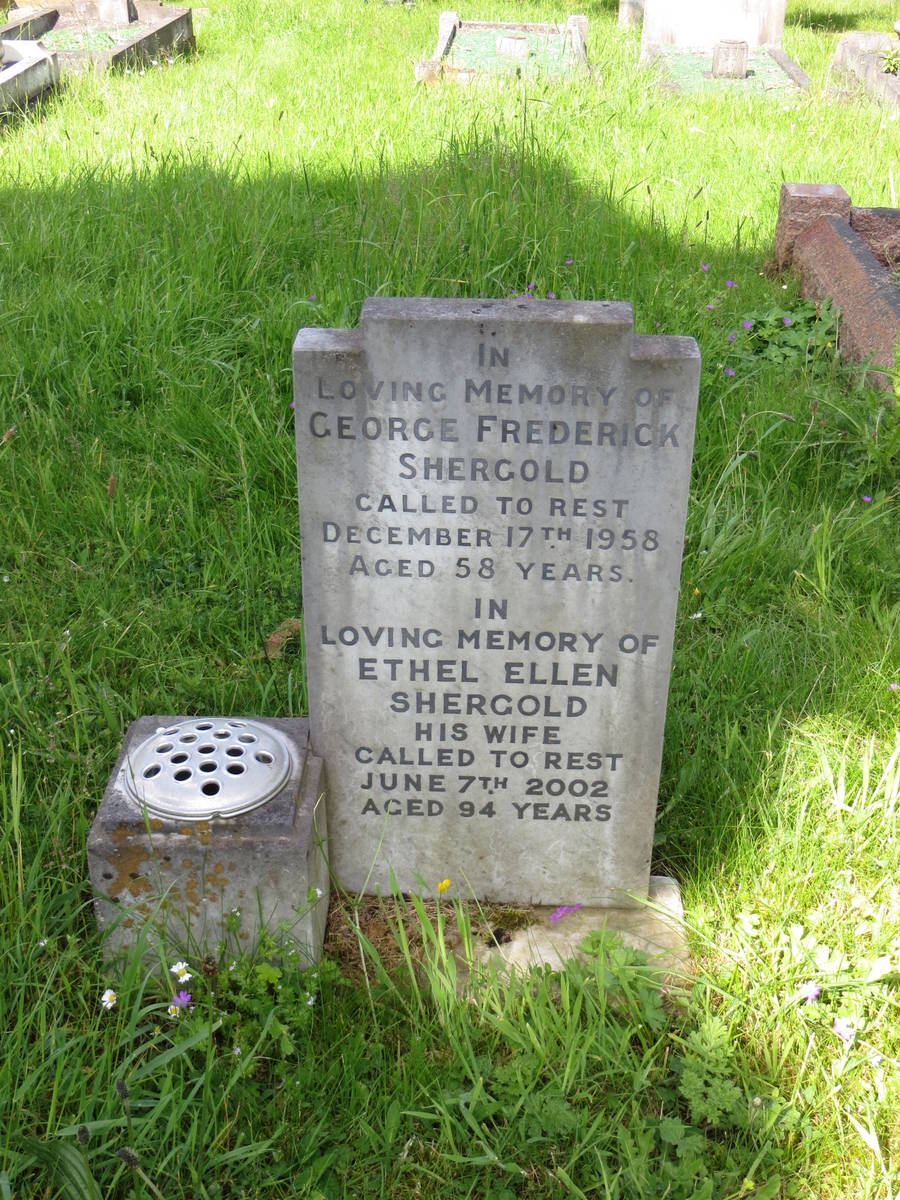 IN
LOVING MEMORY OF
GEORGE FREDERICK
SHERGOLD
CALLED TO REST
DECEMBER 17TH 1958
AGED 58 YEARS.
IN
LOVING MEMORY OF
ETHEL ELLEN
SHERGOLD
HIS WIFE
CALLED TO REST
JUNE 7TH 2002
AGED 94 YEARS